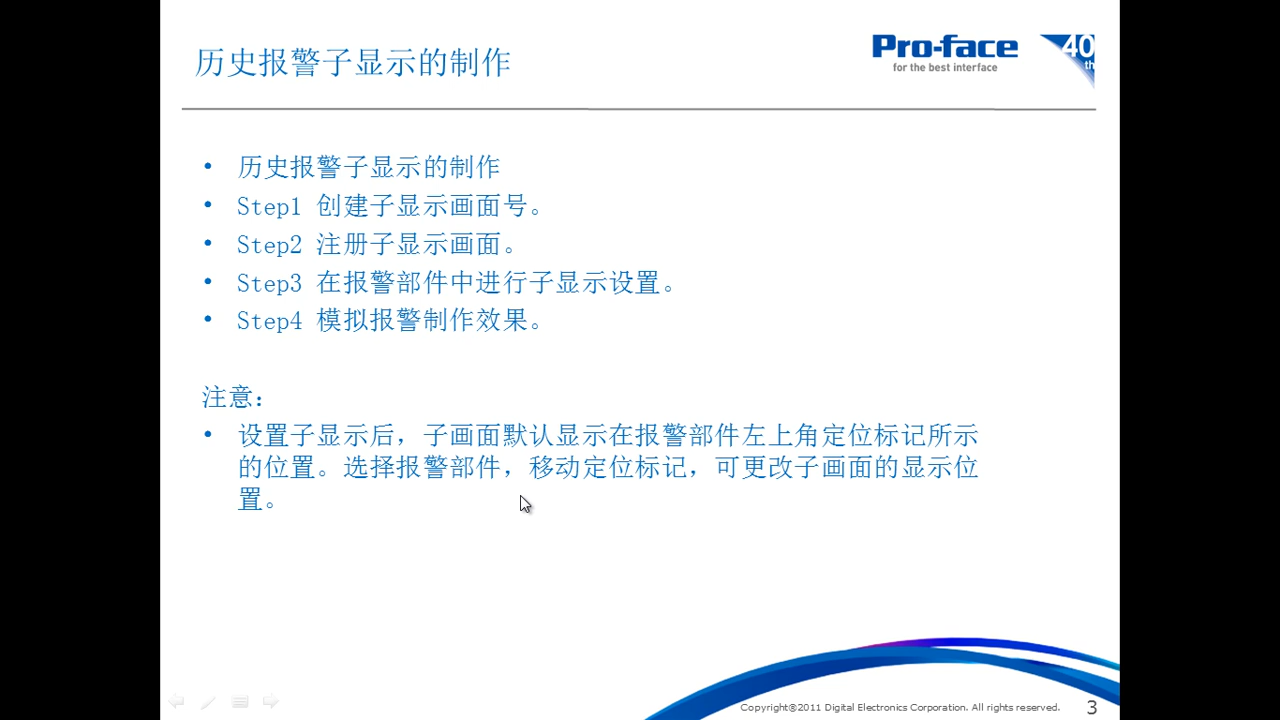 历史报警子显示的制作
Pro-face
for the best interface
40
th
• 历史报警子显示的制作
• Step1 创建子显示画面号。
• Step2 注册子显示画面。
• Step3 在报警部件中进行子显示设置。
• Step4 模拟报警制作效果。
注意：
• 设置子显示后，子画面默认显示在报警部件左上角定位标记所示
的位置。选择报警部件，移动定位标记，可更改子画面的显示位
置。
Copyright©2011 Digital Electronics Corporation. All rights reserved.
3